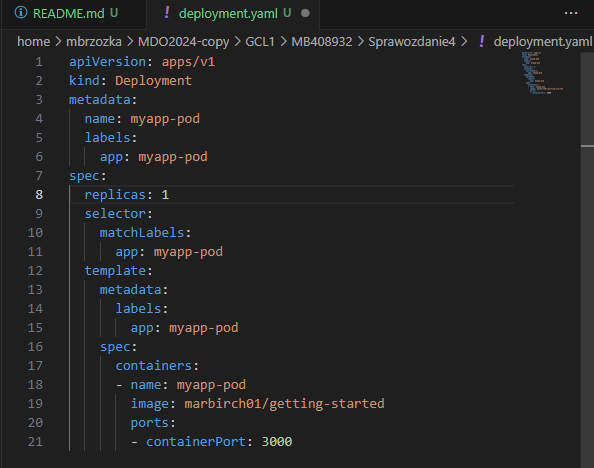 README.md U deployment.yaml U
home > mbrzozka > MDO2024-copy > GCL1 > MB408932 > Sprawozdanie4 > ! deployment.yaml
1 apiVersion: apps/v1
2 kind: Deployment
3 metadata:
4   name: myapp-pod
5   labels:
6     app: myapp-pod
7 spec:
8   replicas: 1
9   selector:
10     matchLabels:
11       app: myapp-pod
12   template:
13     metadata:
14       labels:
15         app: myapp-pod
16     spec:
17       containers:
18       - name: myapp-pod
19         image: marbirch01/getting-started
20         ports:
21         - containerPort: 3000